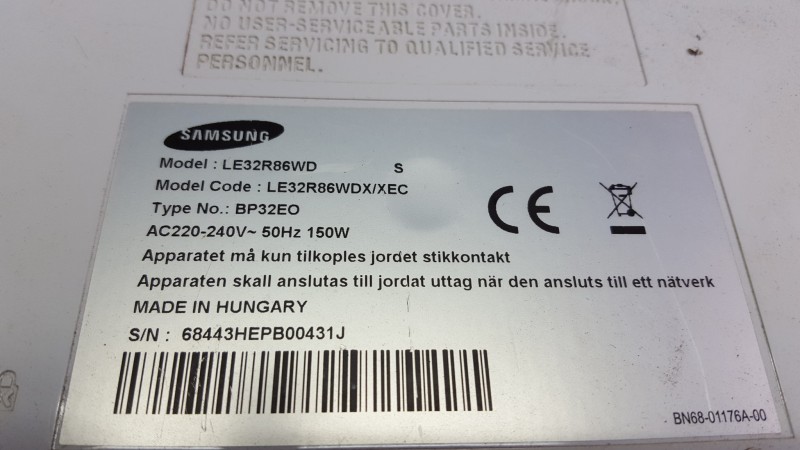 DO NOT REMOVE THIS COVER.
NO USER-SERVICEABLE PARTS INSIDE.
REFER SERVICING TO QUALIFIED SERVICE
PERSONNEL.
SAMSUNG
Model : LE32R86WD S
Model Code : LE32R86WDX/XEC
Type No.: BP32EO
AC220-240V~ 50Hz 150W
Apparatet må kun tilkoples jordet stikkontakt
Apparaten skall anslutas till jordat uttag när den ansluts till ett nätverk
MADE IN HUNGARY
S/N : 68443HEPB00431J
CE
BN68-01176A-00